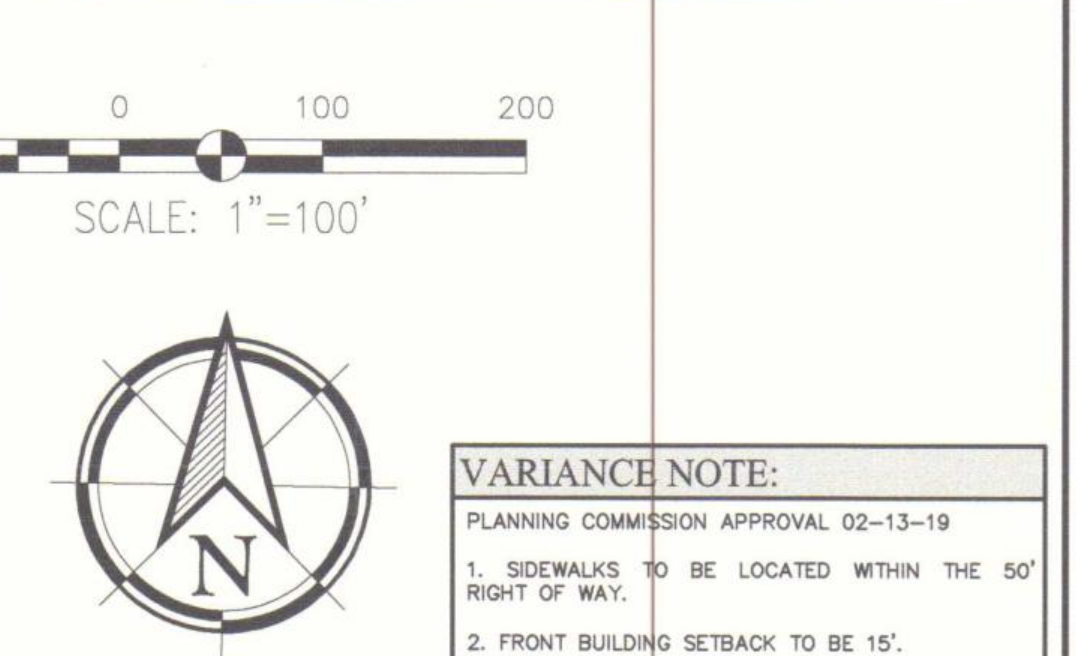 0 100 200
SCALE: 1"=100'
N
VARIANCE NOTE:
PLANNING COMMISSION APPROVAL 02-13-19
1. SIDEWALKS TO BE LOCATED WITHIN THE 50'
RIGHT OF WAY.
2. FRONT BUILDING SETBACK TO BE 15'.